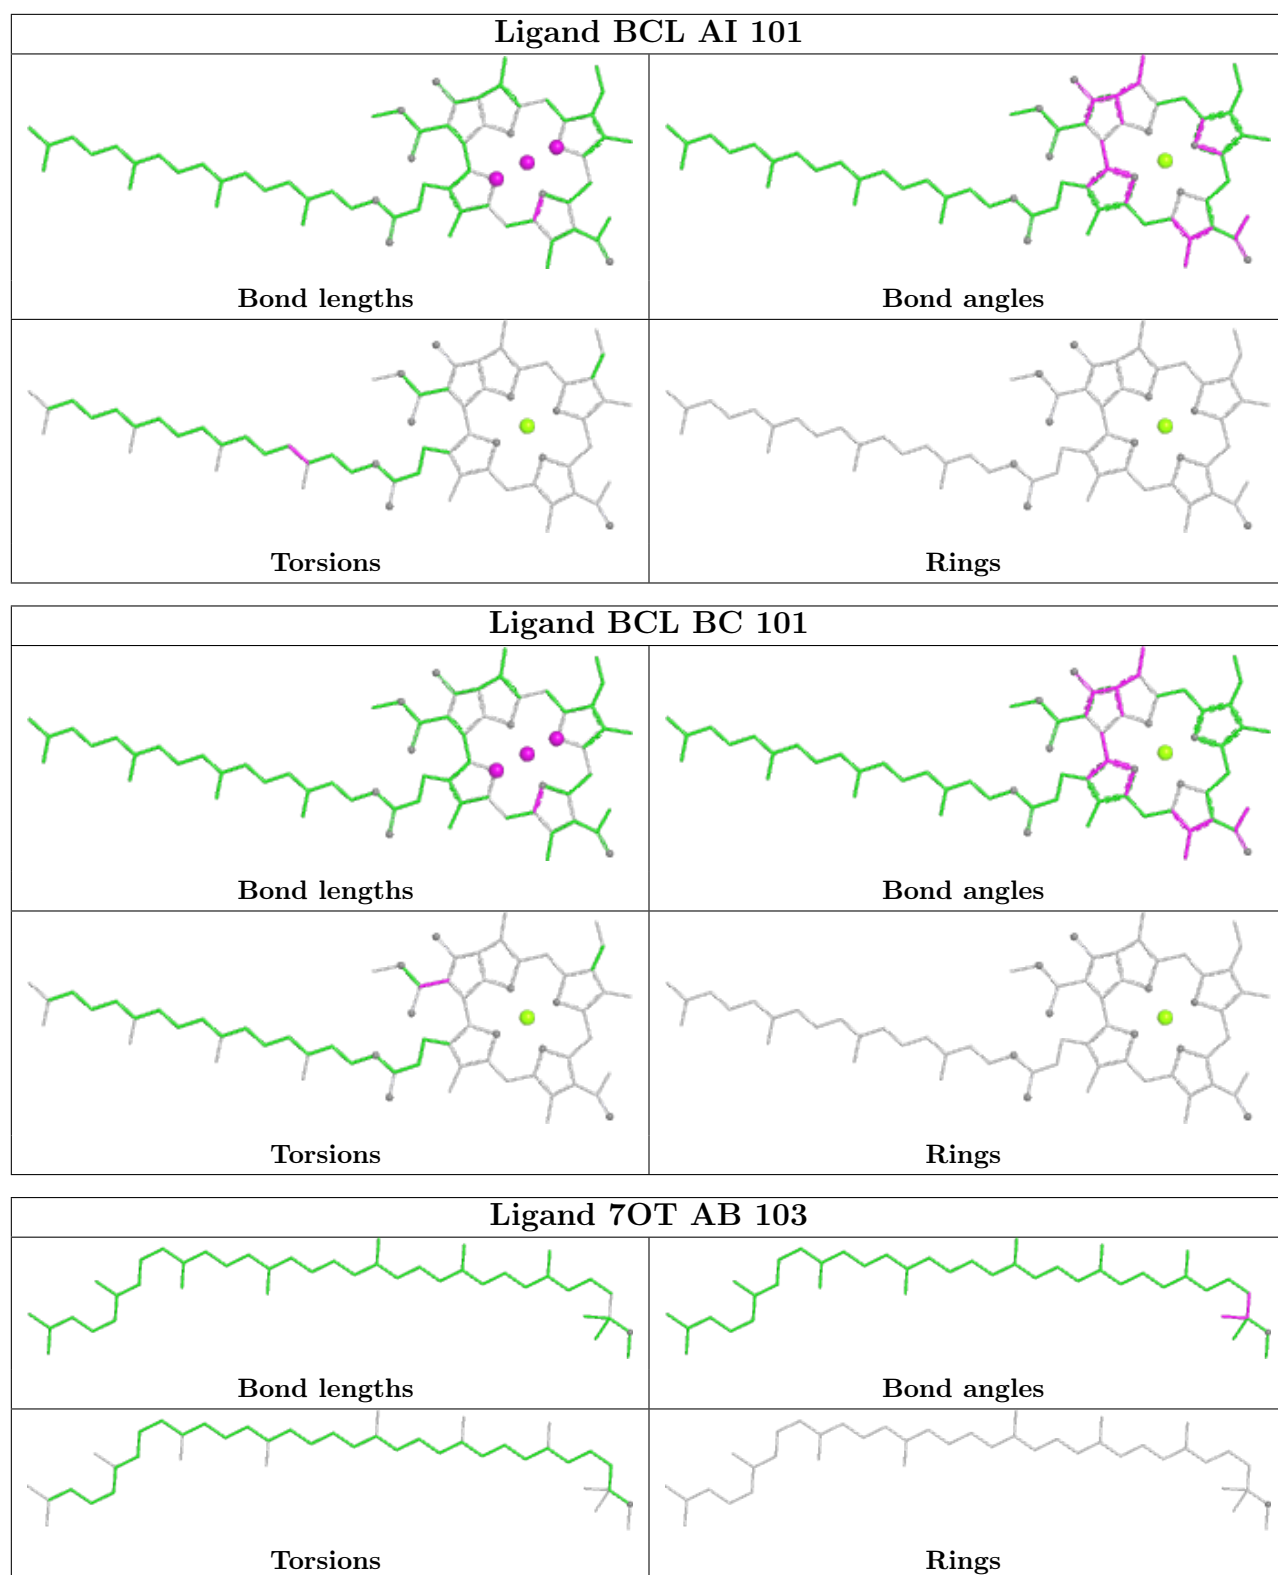 Ligand BCL AI 101
Bond lengths
Bond angles
Torsions
Rings
Ligand BCL BC 101
Bond lengths
Bond angles
Torsions
Rings
Ligand 7OT AB 103
Bond lengths
Bond angles
Torsions
Rings